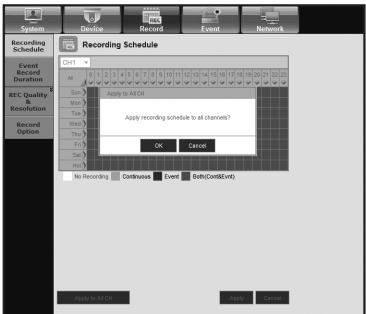 System Device Record Event Network
Recording
Schedule
Event
Record
Duration
REC Quality
&
Resolution
Record
Option
Recording Schedule
CH1
All 0 1 2 3 4 5 6 7 8 9 10 11 12 13 14 15 16 17 18 19 20 21 22 23
Sun
Mon
Tue
Wed
Thu
Fri
Sat
Hol
Apply to All CH
Apply recording schedule to all channels?
OK Cancel
No Recording Continuous Event Both(Cont&Evnt)
Apply to All CH Apply Cancel